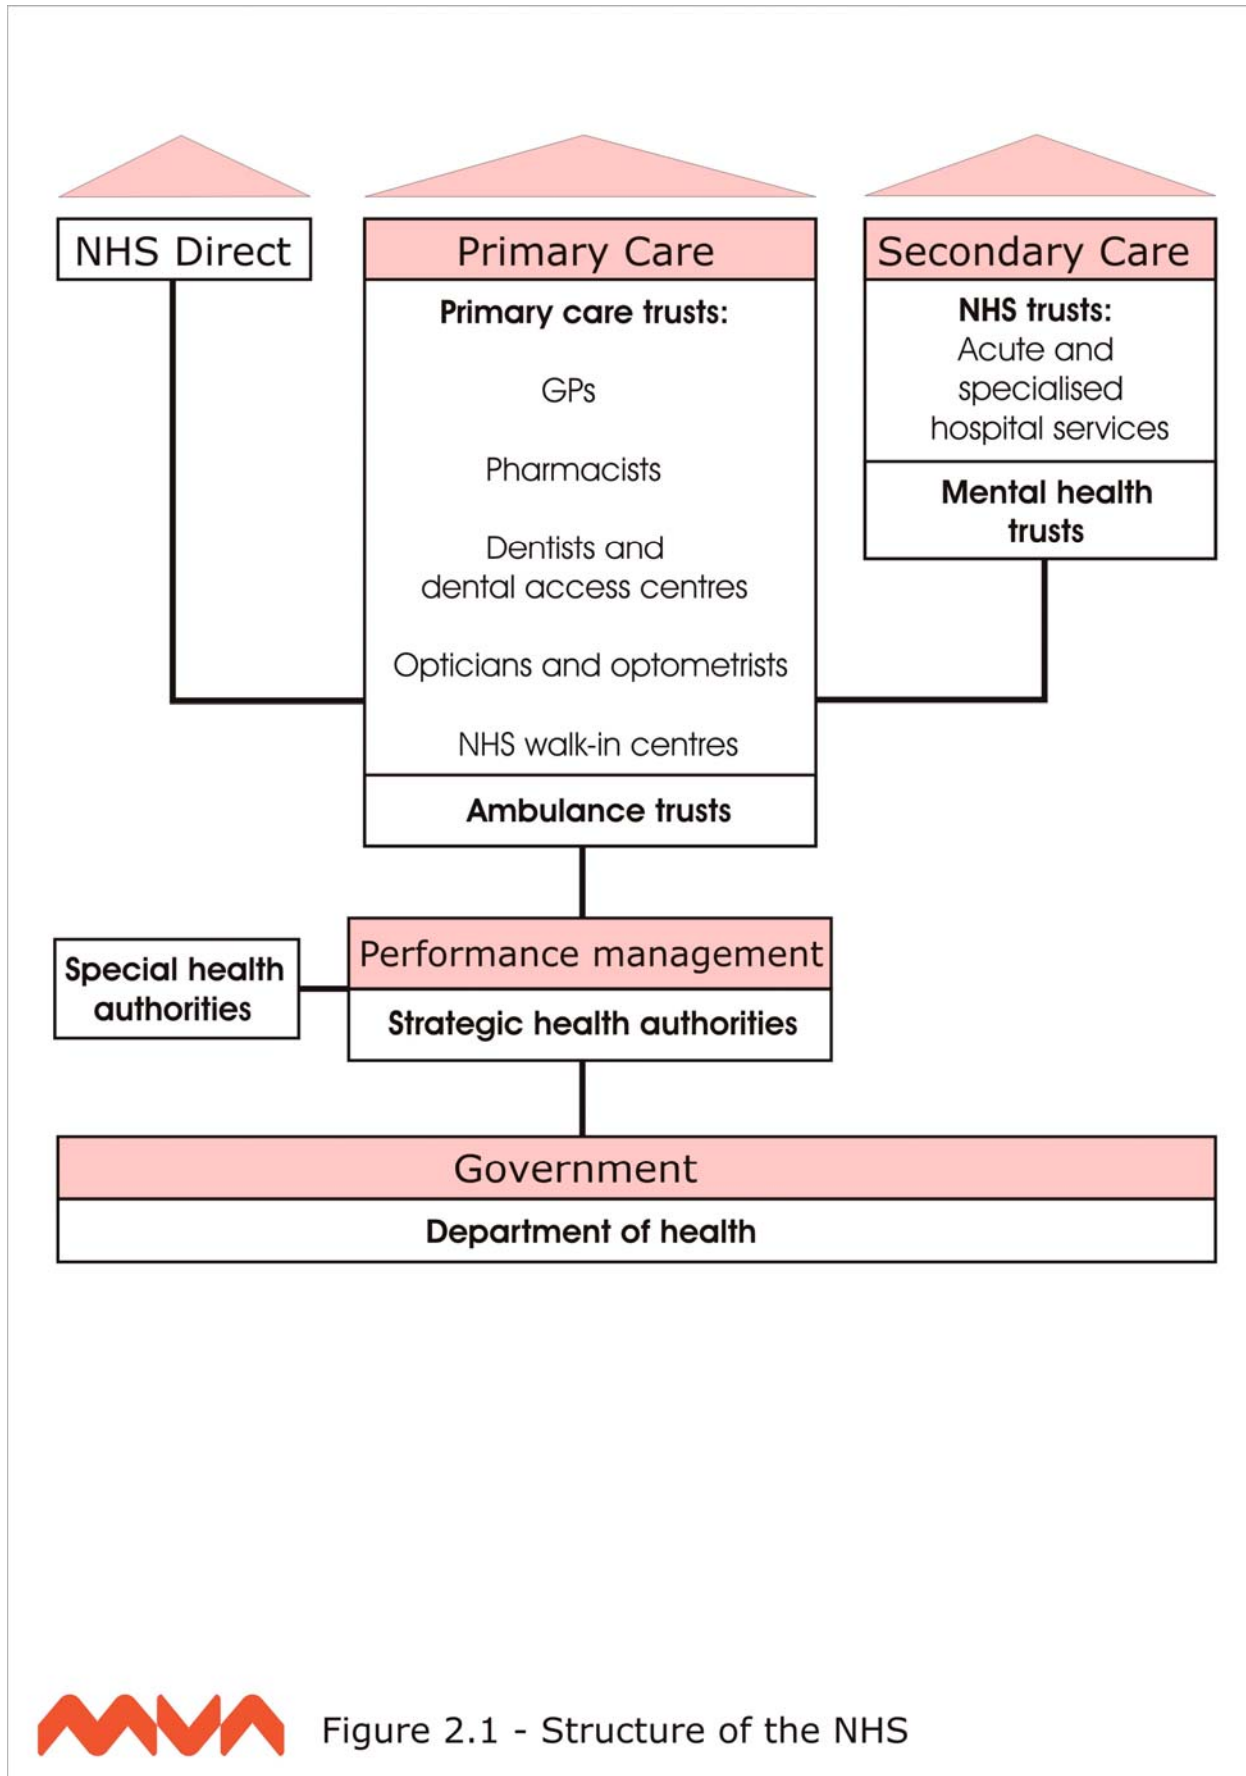 NHS Direct
Primary Care
Primary care trusts:
GPs
Pharmacists
Dentists and
dental access centres
Opticians and optometrists
NHS walk-in centres
Ambulance trusts
Secondary Care
NHS trusts:
Acute and
specialised
hospital services
Mental health
trusts
Special health
authorities
Performance management
Strategic health authorities
Government
Department of health
mva
Figure 2.1 - Structure of the NHS